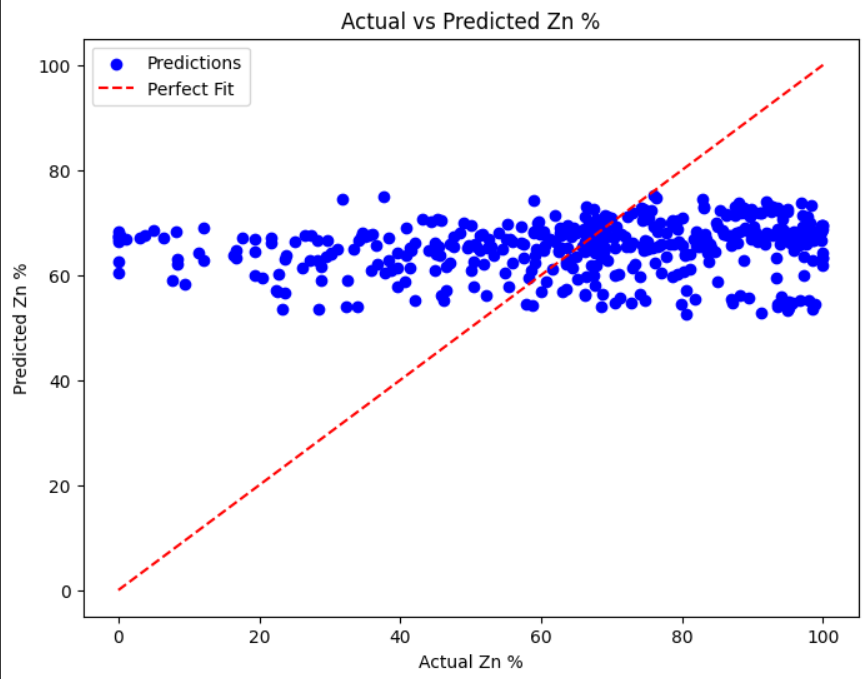 Actual vs Predicted Zn %
Predictions
Perfect Fit
100
80
60
40
20
0
Predicted Zn %
0 20 40 60 80 100
Actual Zn %